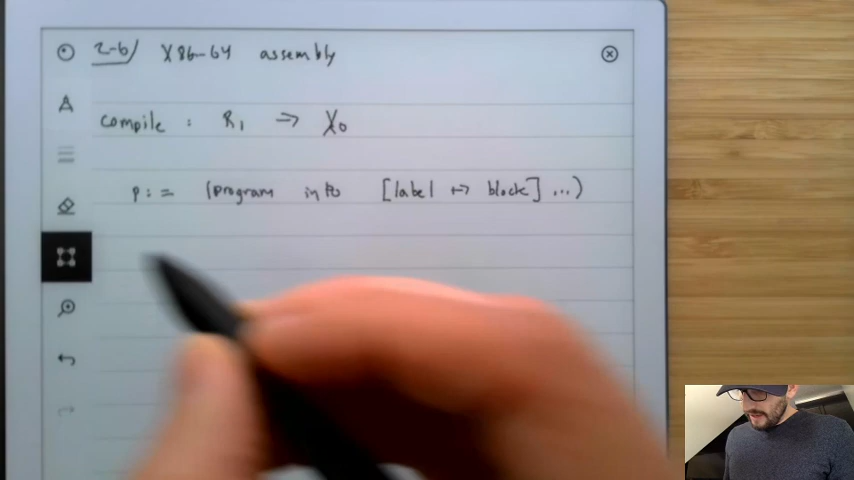 2-6/ X86-64 assembly
compile : R₁ => X₀
p := (program info [label ↦ block] ...)